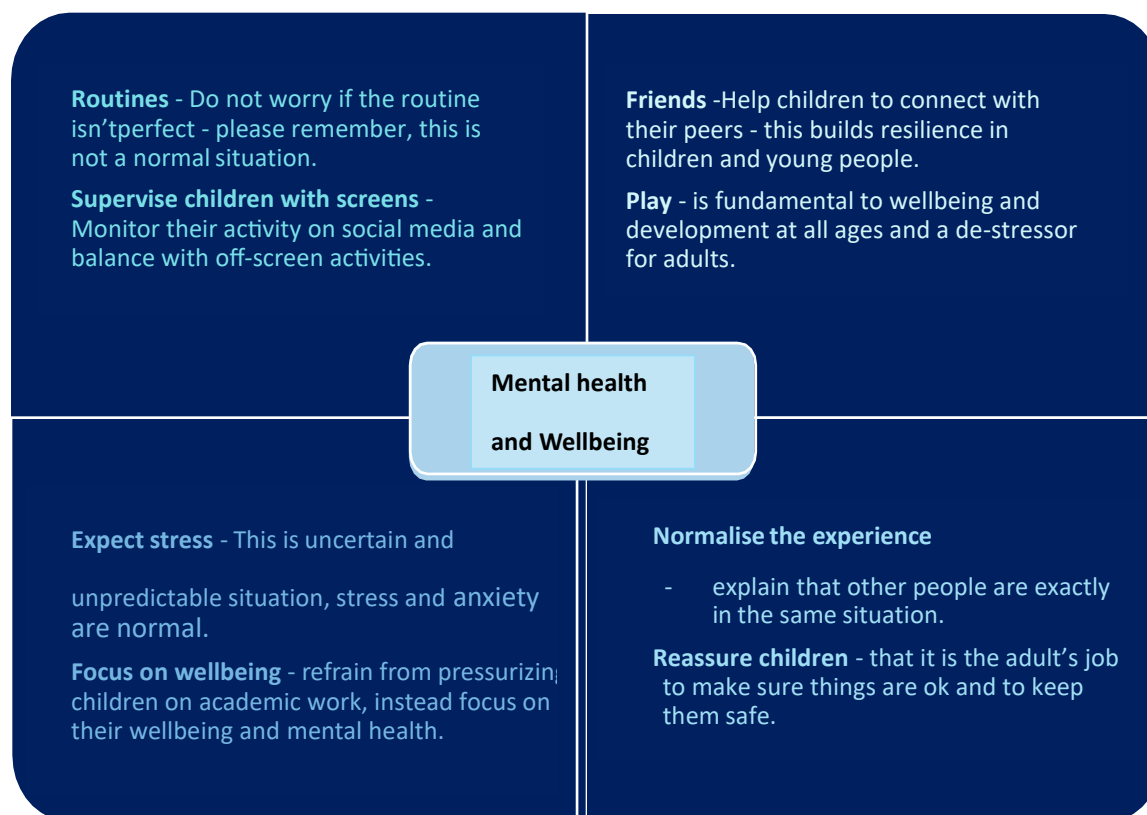 Routines - Do not worry if the routine
isn'tperfect - please remember, this is
not a normal situation.
Supervise children with screens -
Monitor their activity on social media and
balance with off-screen activities.
Friends -Help children to connect with
their peers - this builds resilience in
children and young people.
Play - is fundamental to wellbeing and
development at all ages and a de-stressor
for adults.
Mental health
and Wellbeing
Expect stress - This is uncertain and
unpredictable situation, stress and anxiety
are normal.
Focus on wellbeing - refrain from pressurizing
children on academic work, instead focus on
their wellbeing and mental health.
Normalise the experience
- explain that other people are exactly
in the same situation.
Reassure children - that it is the adult's job
to make sure things are ok and to keep
them safe.